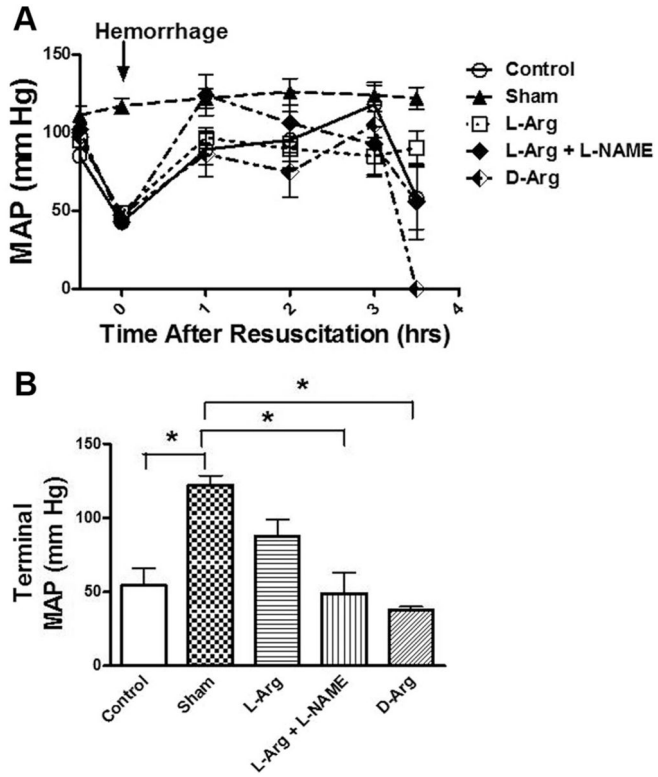 A
Hemorrhage
MAP (mm Hg)
150
100
50
0
0
1
2
3
4
Time After Resuscitation (hrs)
Control
Sham
L-Arg
L-Arg + L-NAME
D-Arg
B
*
*
*
Terminal
MAP (mm Hg)
150
100
50
0
Control
Sham
L-Arg
L-Arg + L-NAME
D-Arg